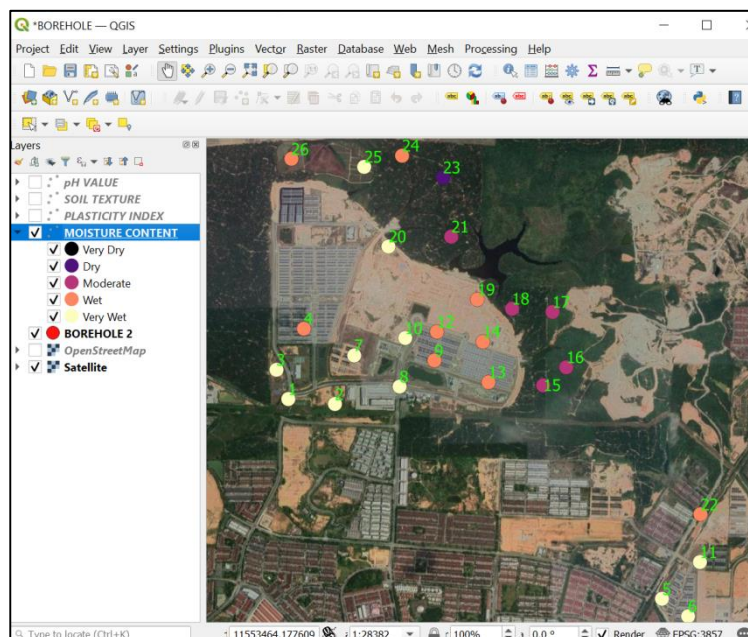 *BOREHOLE — QGIS
Project Edit View Layer Settings Plugins Vector Raster Database Web Mesh Processing Help
Layers
pH VALUE
SOIL TEXTURE
PLASTICITY INDEX
MOISTURE CONTENT
Very Dry
Dry
Moderate
Wet
Very Wet
BOREHOLE 2
OpenStreetMap
Satellite
26
25
24
23
21
20
19
18
17
4
10
12
14
7
9
16
3
13
15
8
1
2
22
11
5
6
Type to locate (Ctrl+K) 11553464.177609 1:28382 100% 0.0 ° Render EPSG:3857